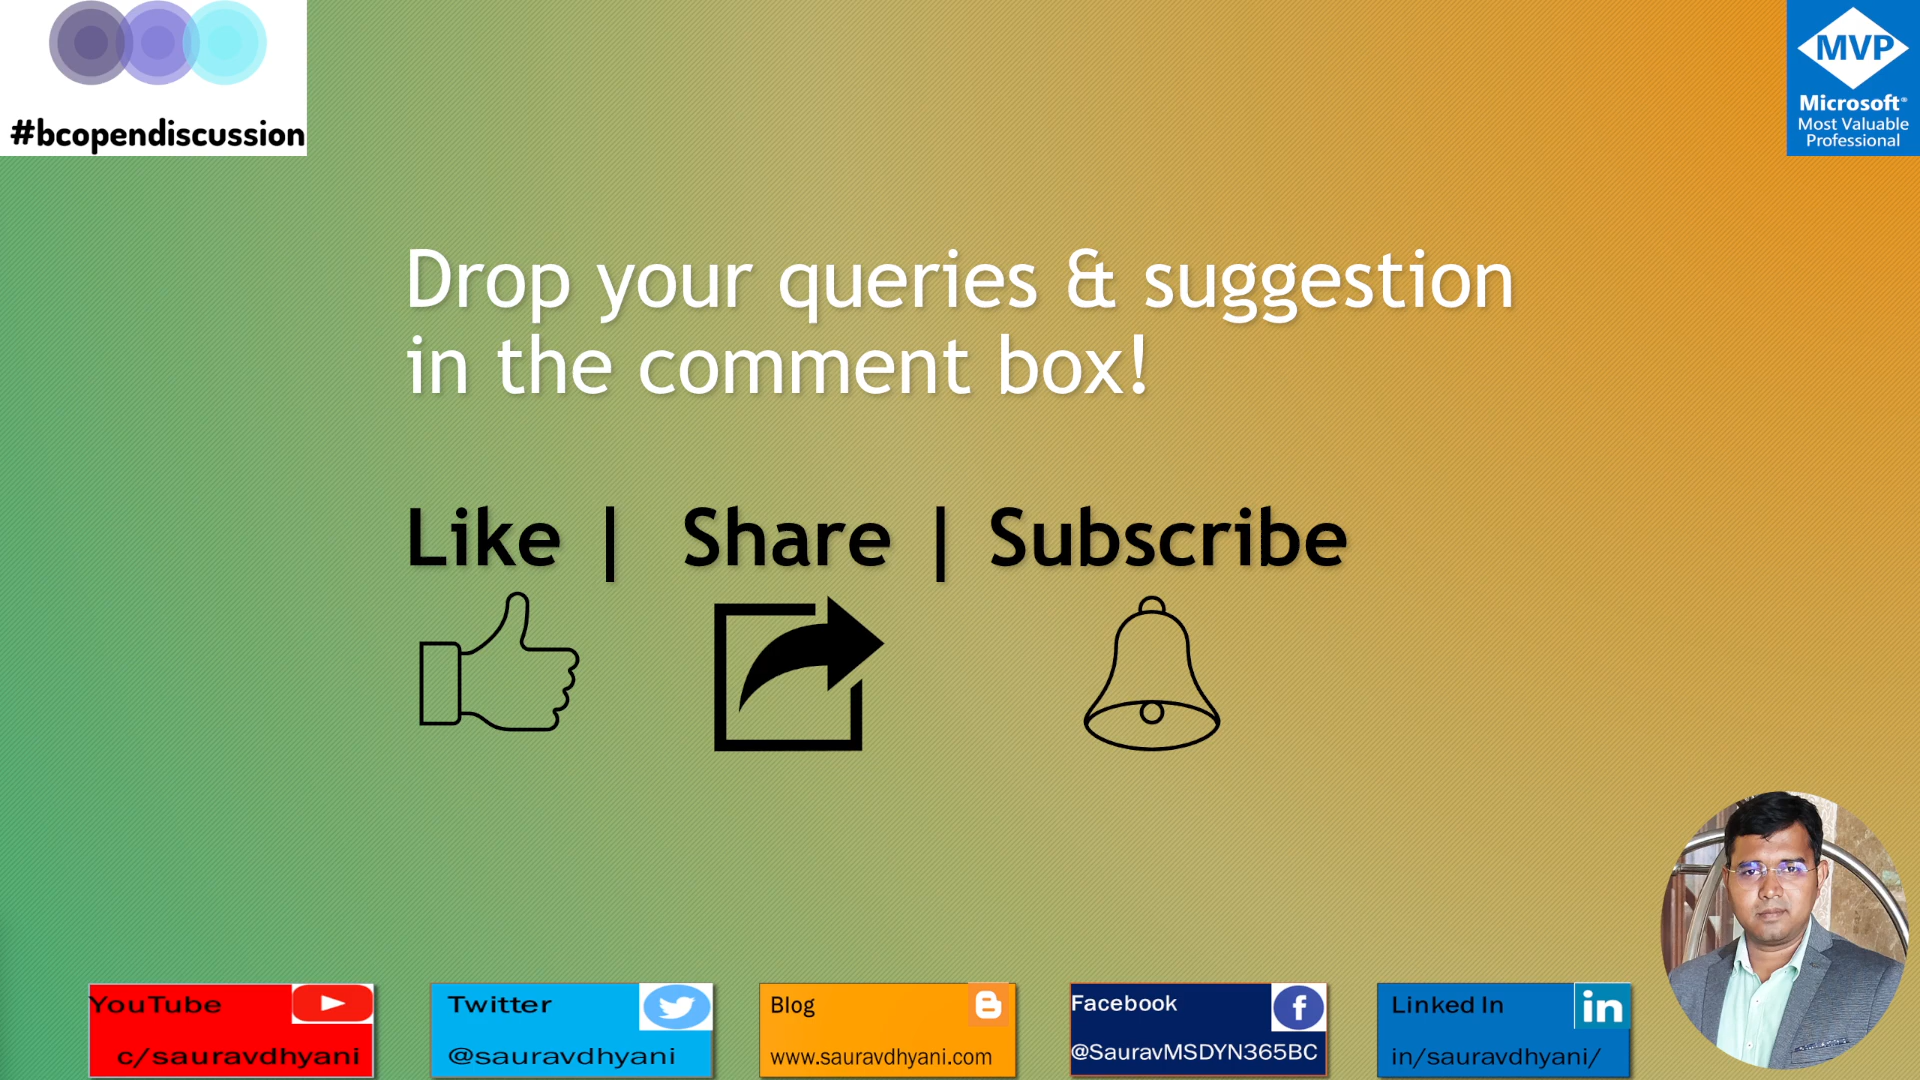 #bcopendiscussion
MVP
Microsoft®
Most Valuable
Professional
Drop your queries & suggestion
in the comment box!
Like | Share | Subscribe
YouTube
c/sauravdhyani
Twitter
@sauravdhyani
Blog
www.sauravdhyani.com
Facebook
@SauravMSDYN365BC
Linked In
in
in/sauravdhyani/